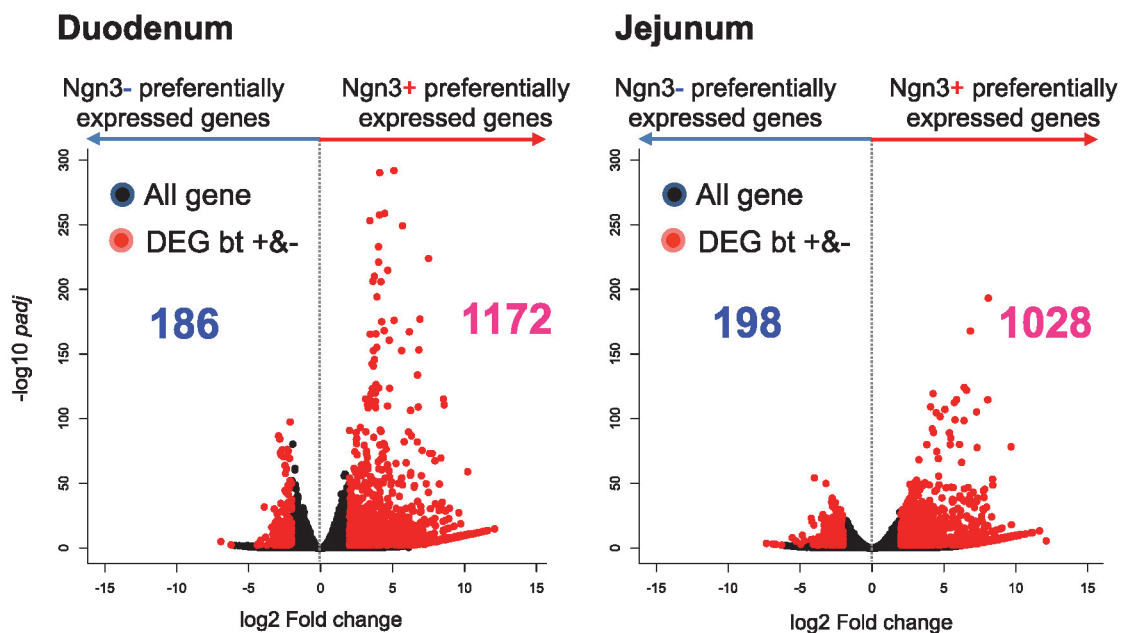 Duodenum
Ngn3- preferentially
expressed genes
Ngn3+ preferentially
expressed genes
All gene
DEG bt +&-
186
1172
-log10 padj
300
250
200
150
100
50
0
-15
-10
-5
0
5
10
15
log2 Fold change
Jejunum
Ngn3- preferentially
expressed genes
Ngn3+ preferentially
expressed genes
All gene
DEG bt +&-
198
1028
300
250
200
150
100
50
0
-15
-10
-5
0
5
10
15
log2 Fold change